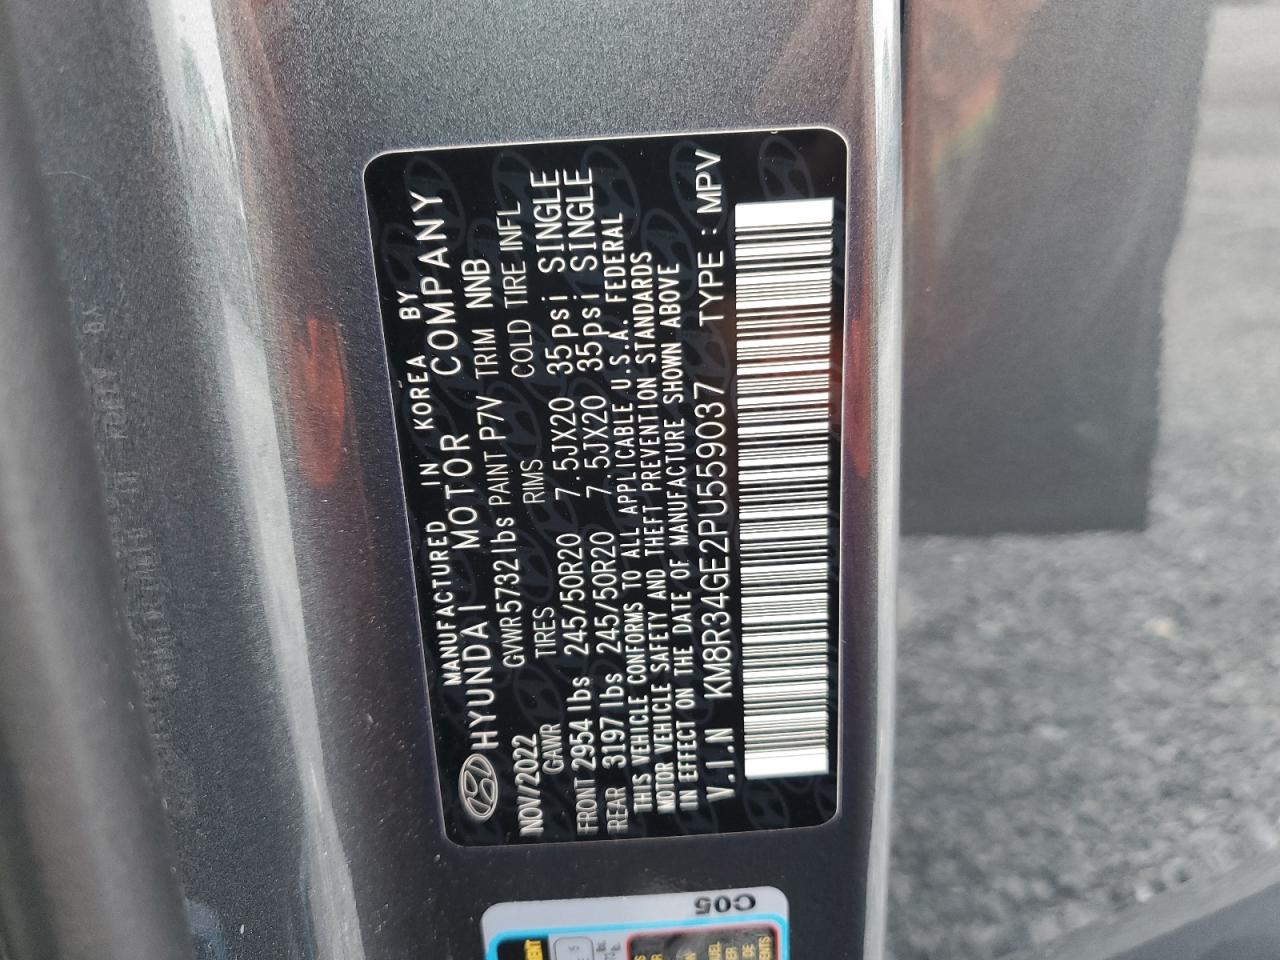 MANUFACTURED IN KOREA BY
HYUNDAI MOTOR COMPANY
NOV/2022 GVWR5732 lbs PAINT P7V TRIM NNB
GAWR TIRES RIMS COLD TIRE INFL
FRONT 2954 lbs 245/50R20 7.5JX20 35psi SINGLE
REAR 3197 lbs 245/50R20 7.5JX20 35psi SINGLE
THIS VEHICLE CONFORMS TO ALL APPLICABLE U.S.A. FEDERAL
MOTOR VEHICLE SAFETY AND THEFT PREVENTION STANDARDS
IN EFFECT ON THE DATE OF MANUFACTURE SHOWN ABOVE
V.I.N KM8R34GE2PU559037 TYPE : MPV
C05